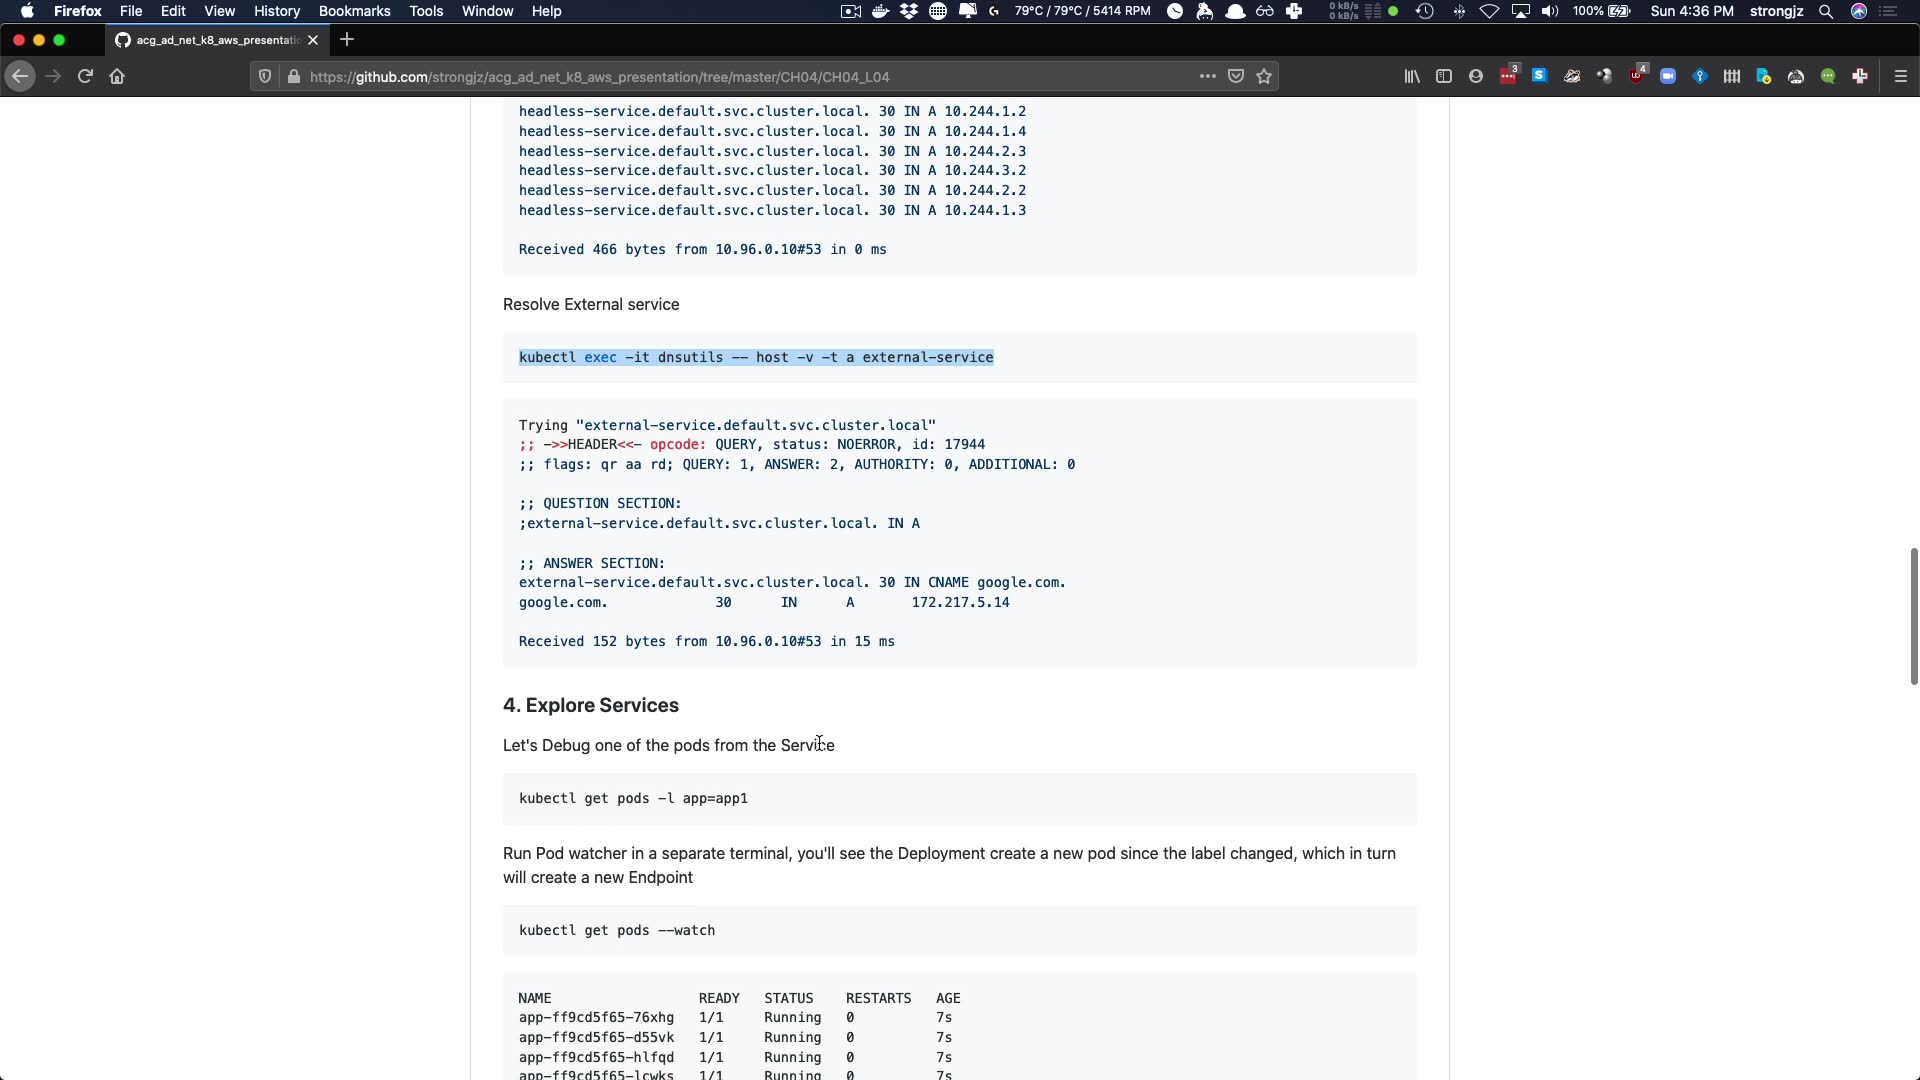 Firefox File Edit View History Bookmarks Tools Window Help 79°C / 79°C / 5414 RPM 0 kB/s 0 kB/s 100% Sun 4:36 PM strongjz
acg_ad_net_k8_aws_presentatio
https://github.com/strongjz/acg_ad_net_k8_aws_presentation/tree/master/CH04/CH04_L04 3 4
headless-service.default.svc.cluster.local. 30 IN A 10.244.1.2
headless-service.default.svc.cluster.local. 30 IN A 10.244.1.4
headless-service.default.svc.cluster.local. 30 IN A 10.244.2.3
headless-service.default.svc.cluster.local. 30 IN A 10.244.3.2
headless-service.default.svc.cluster.local. 30 IN A 10.244.2.2
headless-service.default.svc.cluster.local. 30 IN A 10.244.1.3
Received 466 bytes from 10.96.0.10#53 in 0 ms
Resolve External service
kubectl exec -it dnsutils -- host -v -t a external-service
Trying "external-service.default.svc.cluster.local"
;; ->>HEADER<<- opcode: QUERY, status: NOERROR, id: 17944
;; flags: qr aa rd; QUERY: 1, ANSWER: 2, AUTHORITY: 0, ADDITIONAL: 0
;; QUESTION SECTION:
;external-service.default.svc.cluster.local. IN A
;; ANSWER SECTION:
external-service.default.svc.cluster.local. 30 IN CNAME google.com.
google.com. 30 IN A 172.217.5.14
Received 152 bytes from 10.96.0.10#53 in 15 ms
4. Explore Services
Let's Debug one of the pods from the Service
kubectl get pods -l app=app1
Run Pod watcher in a separate terminal, you'll see the Deployment create a new pod since the label changed, which in turn
will create a new Endpoint
kubectl get pods --watch
NAME READY STATUS RESTARTS AGE
app-ff9cd5f65-76xhg 1/1 Running 0 7s
app-ff9cd5f65-d55vk 1/1 Running 0 7s
app-ff9cd5f65-hlfqd 1/1 Running 0 7s
app-ff9cd5f65-lcwks 1/1 Running 0 7s